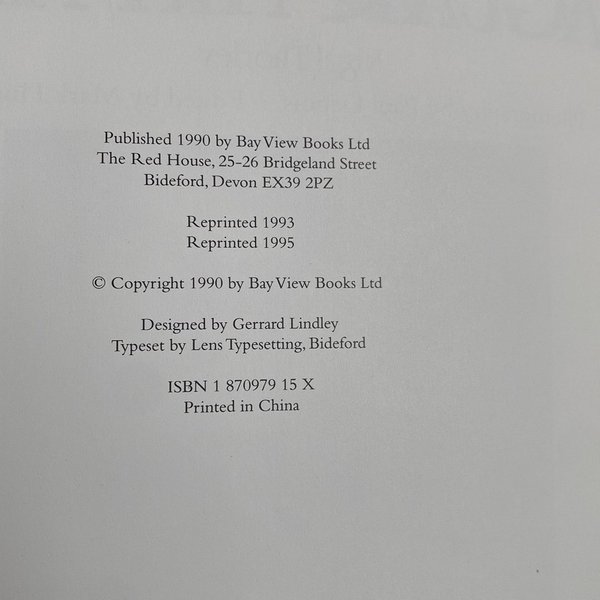 Published 1990 by Bay View Books Ltd
The Red House, 25-26 Bridgeland Street
Bideford, Devon EX39 2PZ
Reprinted 1993
Reprinted 1995
© Copyright 1990 by Bay View Books Ltd
Designed by Gerrard Lindley
Typeset by Lens Typesetting, Bideford
ISBN 1 870979 15 X
Printed in China